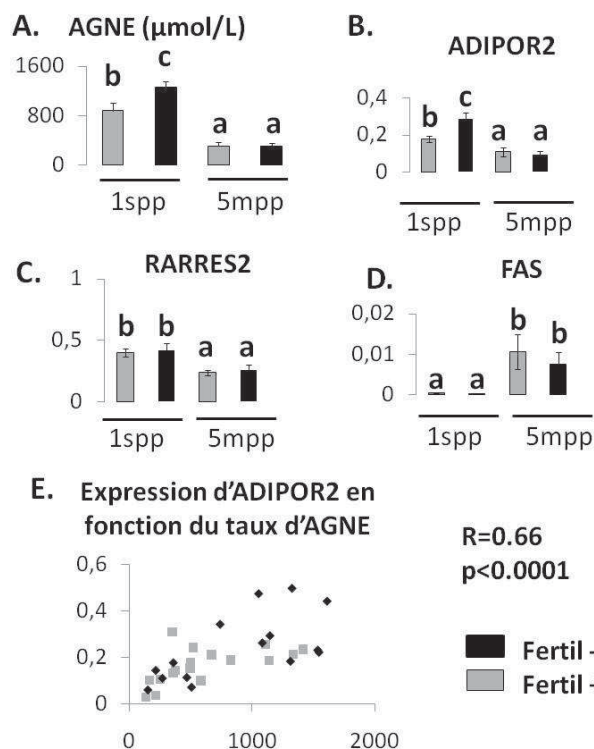 A. AGNE (µmol/L)
1600
800
0
b c a a
1spp 5mpp
B. ADIPOR2
0,4
0,2
0
b c a a
1spp 5mpp
C. RARRES2
1
0,5
0
b b a a
1spp 5mpp
D. FAS
0,02
0,01
0
a a b b
1spp 5mpp
E. Expression d'ADIPOR2 en
fonction du taux d'AGNE
0,6
0,4
0,2
0
0 1000 2000
R=0.66
p<0.0001
Fertil -
Fertil -